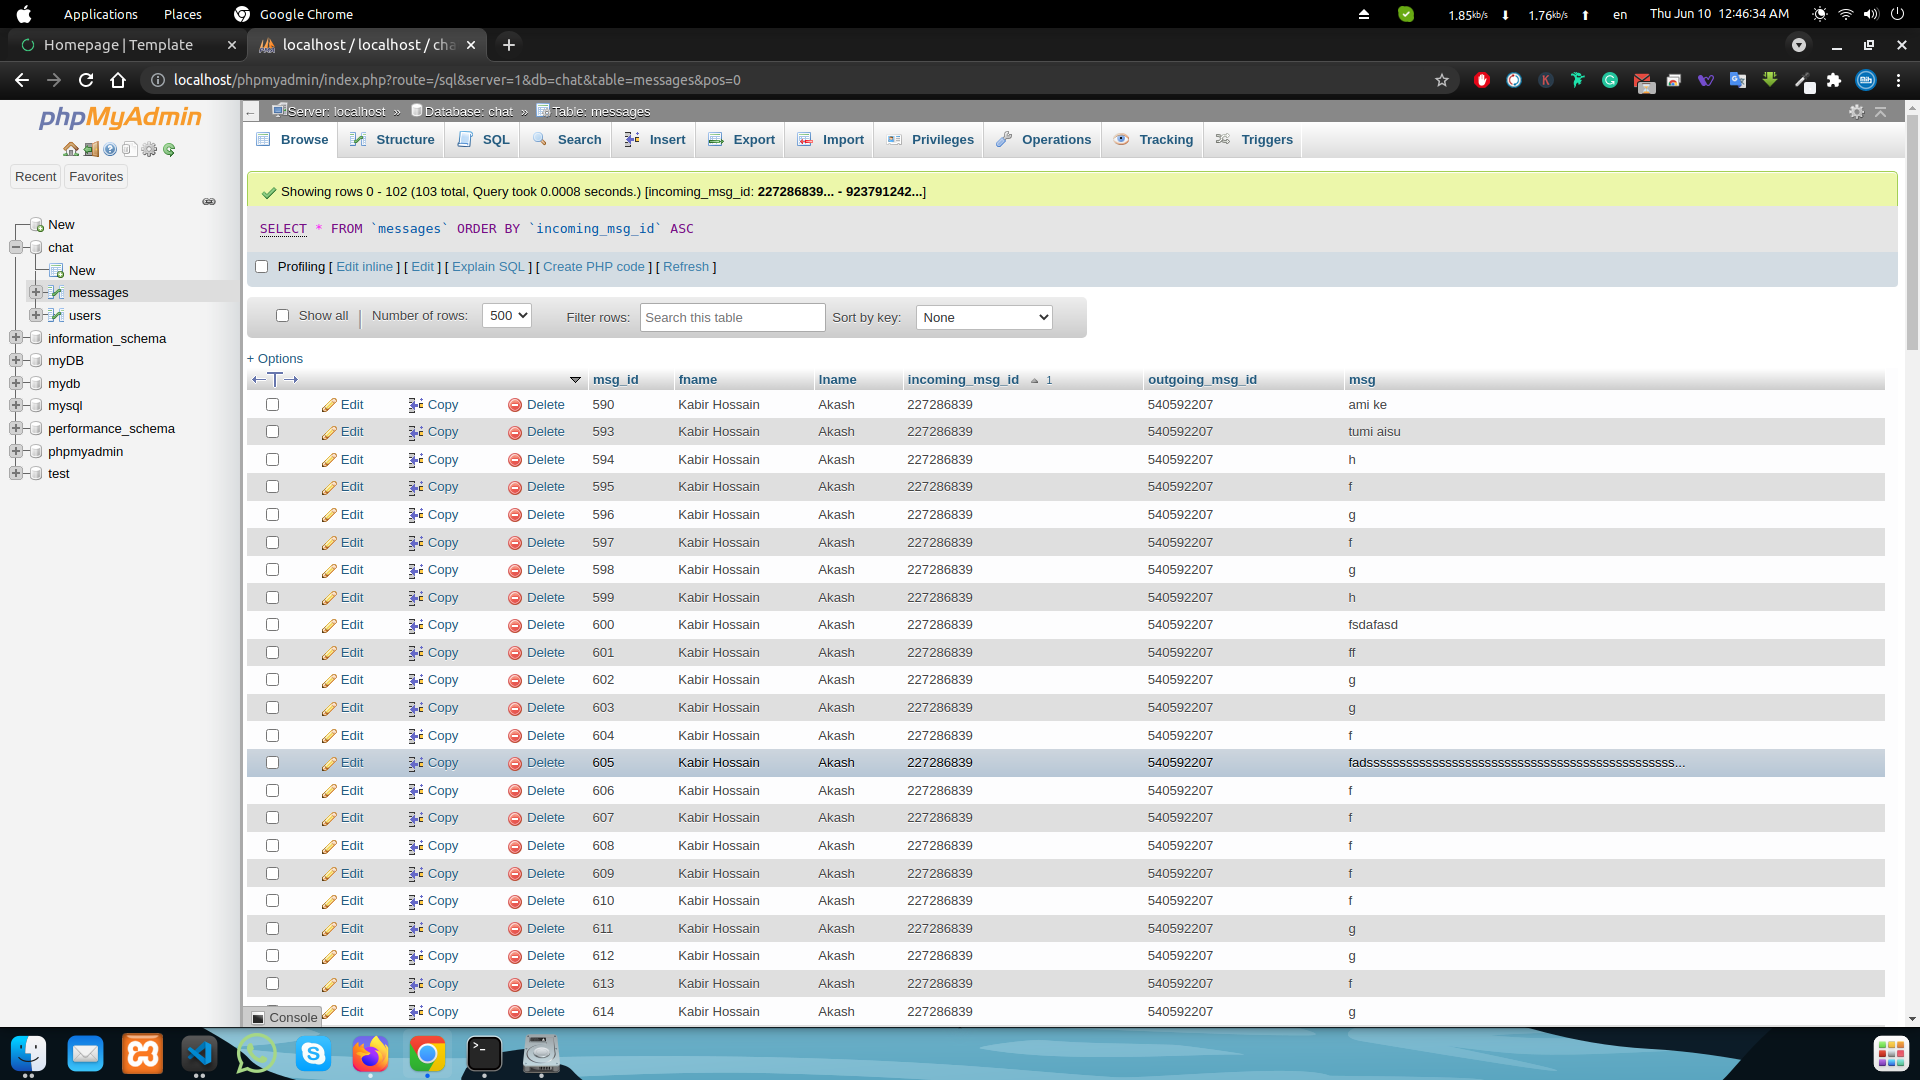 Applications Places Google Chrome 1.85kb/s 1.76kb/s en Thu Jun 10 12:46:34 AM
Homepage | Template localhost / localhost / cha
localhost/phpmyadmin/index.php?route=/sql&server=1&db=chat&table=messages&pos=0
phpMyAdmin
Recent Favorites
New
chat
New
messages
users
information_schema
myDB
mydb
mysql
performance_schema
phpmyadmin
test
Server: localhost » Database: chat » Table: messages
Browse Structure SQL Search Insert Export Import Privileges Operations Tracking Triggers
Showing rows 0 - 102 (103 total, Query took 0.0008 seconds.) [incoming_msg_id: 227286839... - 923791242...]
SELECT * FROM `messages` ORDER BY `incoming_msg_id` ASC
Profiling [ Edit inline ] [ Edit ] [ Explain SQL ] [ Create PHP code ] [ Refresh ]
Show all Number of rows: 500 Filter rows: Search this table Sort by key: None
+ Options
msg_id fname lname incoming_msg_id 1 outgoing_msg_id msg
Edit Copy Delete 590 Kabir Hossain Akash 227286839 540592207 ami ke
Edit Copy Delete 593 Kabir Hossain Akash 227286839 540592207 tumi aisu
Edit Copy Delete 594 Kabir Hossain Akash 227286839 540592207 h
Edit Copy Delete 595 Kabir Hossain Akash 227286839 540592207 f
Edit Copy Delete 596 Kabir Hossain Akash 227286839 540592207 g
Edit Copy Delete 597 Kabir Hossain Akash 227286839 540592207 f
Edit Copy Delete 598 Kabir Hossain Akash 227286839 540592207 g
Edit Copy Delete 599 Kabir Hossain Akash 227286839 540592207 h
Edit Copy Delete 600 Kabir Hossain Akash 227286839 540592207 fsdafasd
Edit Copy Delete 601 Kabir Hossain Akash 227286839 540592207 ff
Edit Copy Delete 602 Kabir Hossain Akash 227286839 540592207 g
Edit Copy Delete 603 Kabir Hossain Akash 227286839 540592207 g
Edit Copy Delete 604 Kabir Hossain Akash 227286839 540592207 f
Edit Copy Delete 605 Kabir Hossain Akash 227286839 540592207 fadsssssssssssssssssssssssssssssssssssssssssssssss...
Edit Copy Delete 606 Kabir Hossain Akash 227286839 540592207 f
Edit Copy Delete 607 Kabir Hossain Akash 227286839 540592207 f
Edit Copy Delete 608 Kabir Hossain Akash 227286839 540592207 f
Edit Copy Delete 609 Kabir Hossain Akash 227286839 540592207 f
Edit Copy Delete 610 Kabir Hossain Akash 227286839 540592207 f
Edit Copy Delete 611 Kabir Hossain Akash 227286839 540592207 g
Edit Copy Delete 612 Kabir Hossain Akash 227286839 540592207 g
Edit Copy Delete 613 Kabir Hossain Akash 227286839 540592207 f
Edit Copy Delete 614 Kabir Hossain Akash 227286839 540592207 g
Console